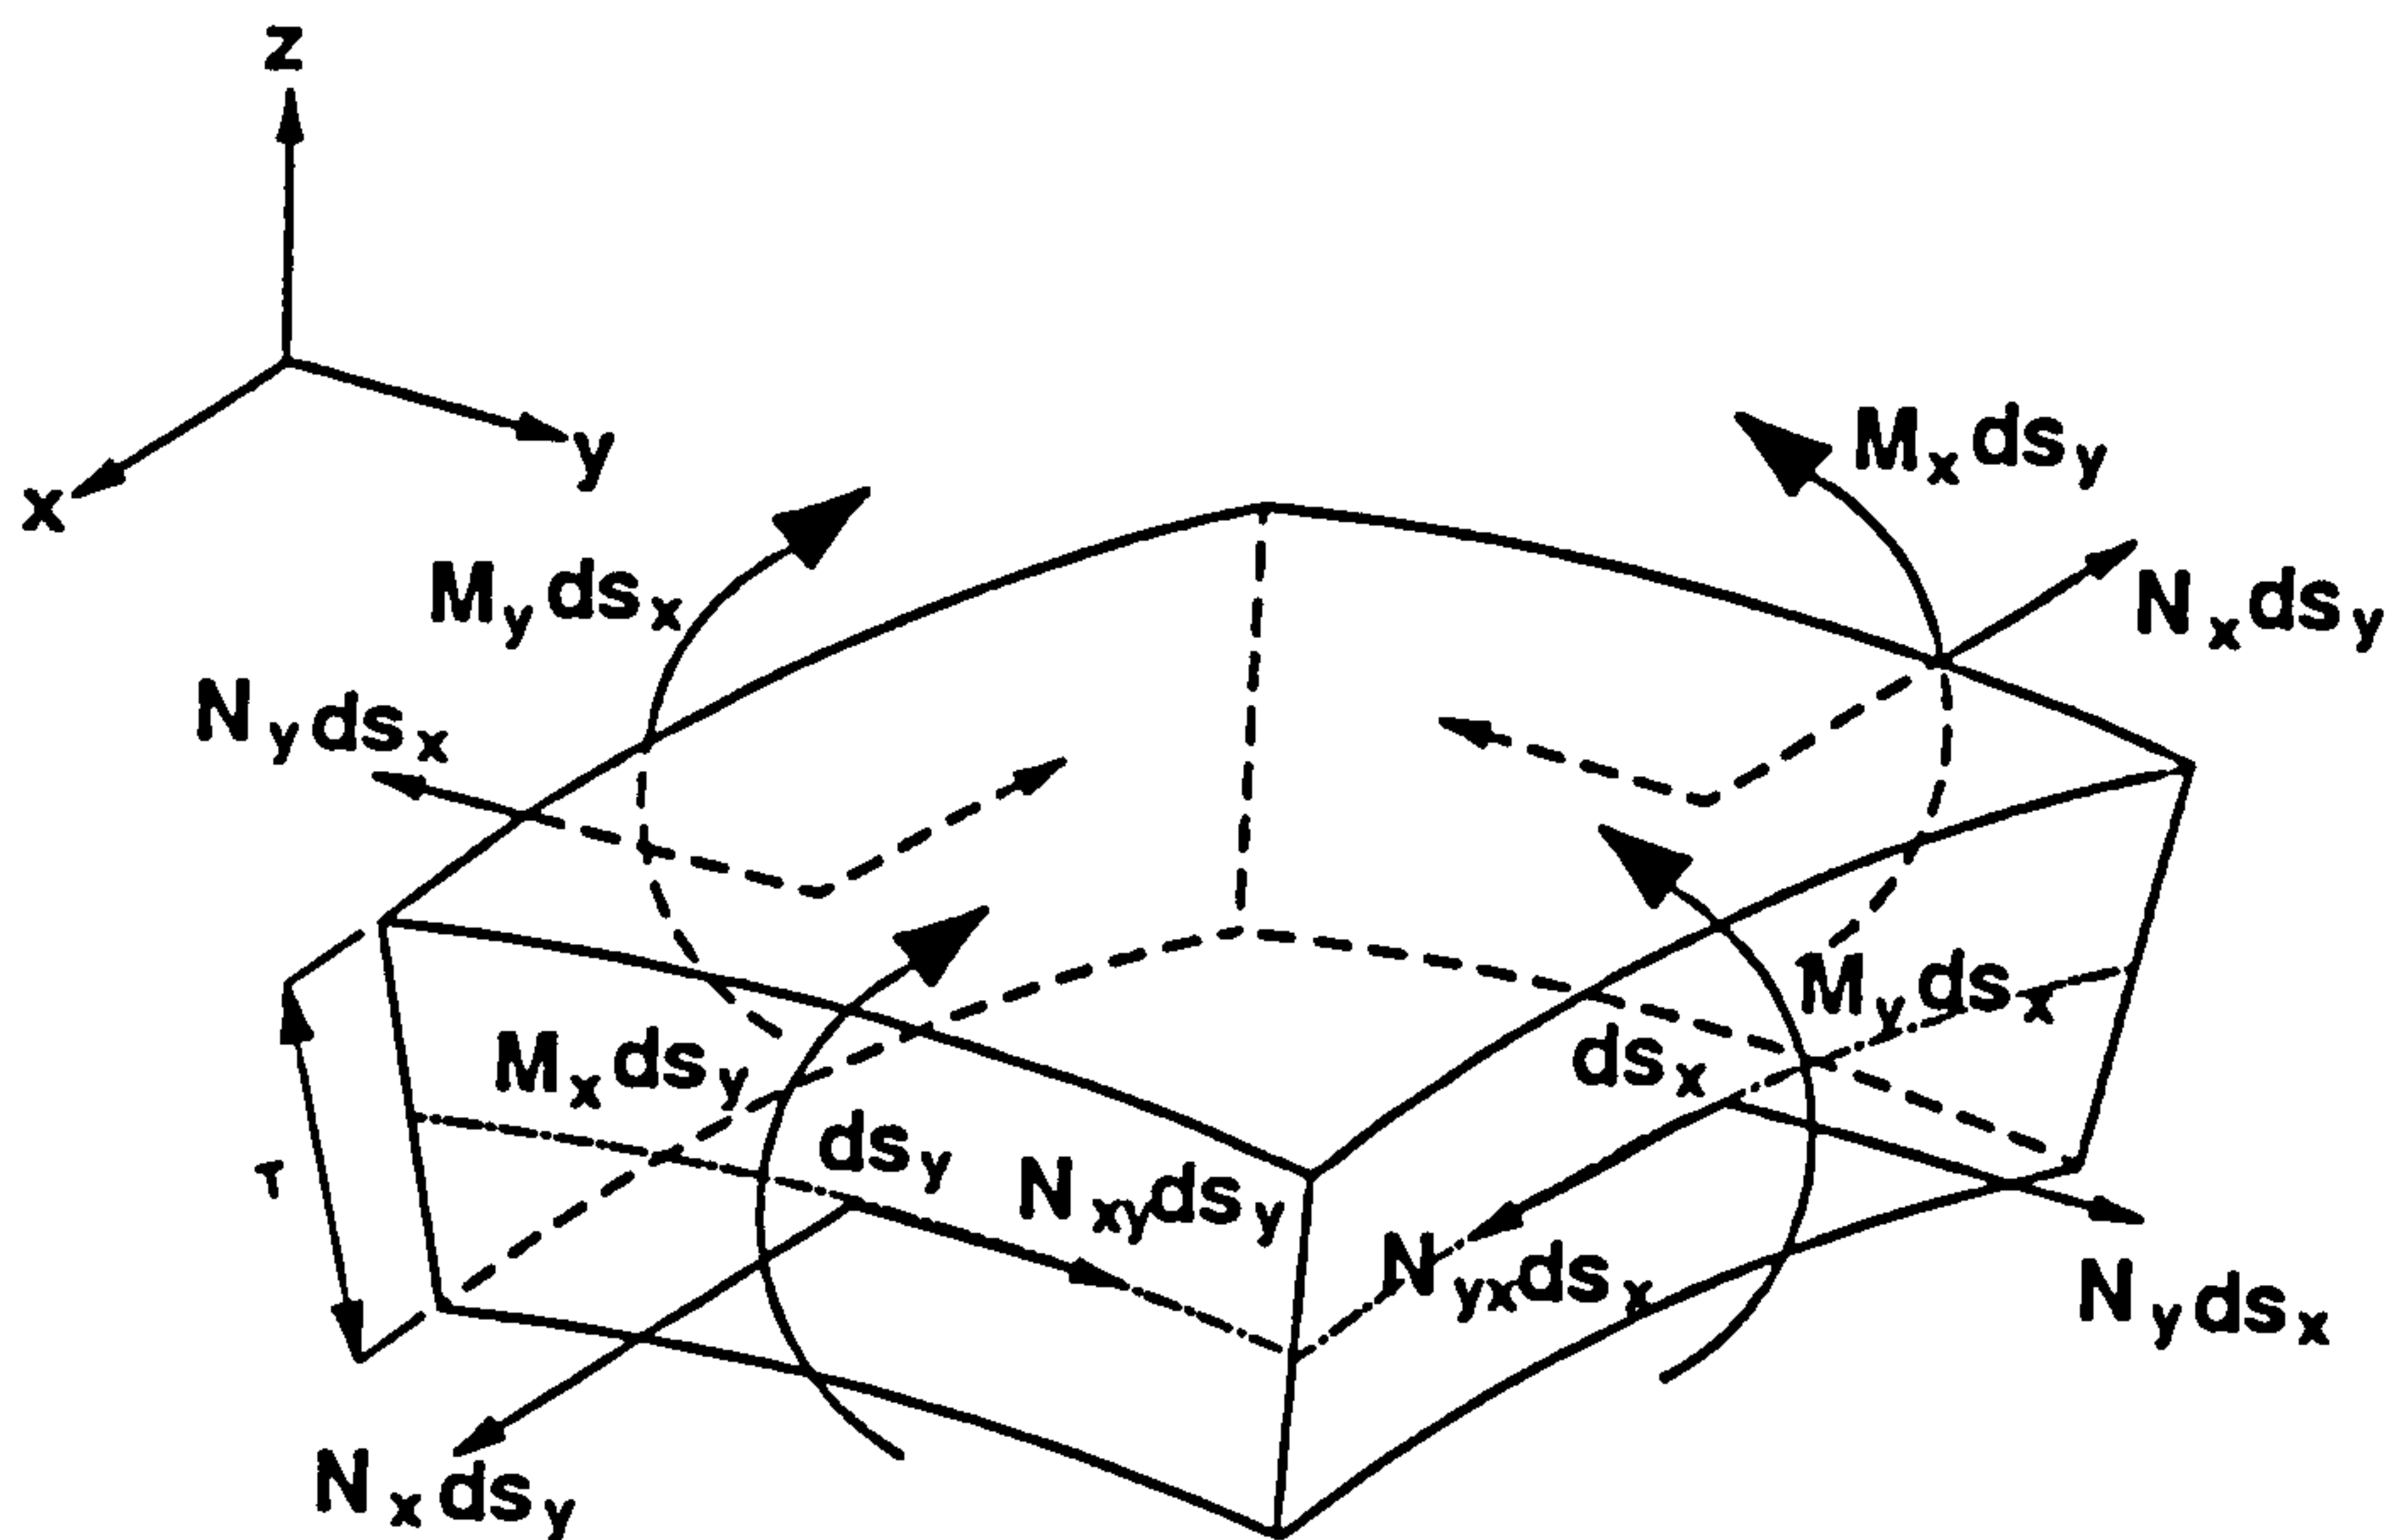 z
y
x
M_x ds_y
M_y ds_x
N_x ds_y
N_y ds_x
M_y ds_x
M_x ds_y
ds_x
ds_y
N_xy ds_y
τ
N_yx ds_x
N_y ds_x
N_x ds_y